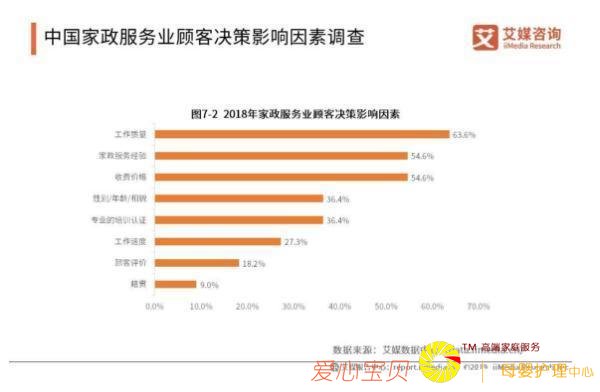 中国家政服务业顾客决策影响因素调查
艾媒咨询
iiMedia Research
图7-2 2018年家政服务业顾客决策影响因素
工作质量 63.6%
家政服务经验 54.6%
收费价格 54.6%
性别/年龄/相貌 36.4%
专业的培训认证 36.4%
工作速度 27.3%
顾客评价 18.2%
籍贯 9.0%
0.0% 10.0% 20.0% 30.0% 40.0% 50.0% 60.0% 70.0%
数据来源：艾媒数据
TM 高端家庭服务
爱心宝贝 母婴护理中心